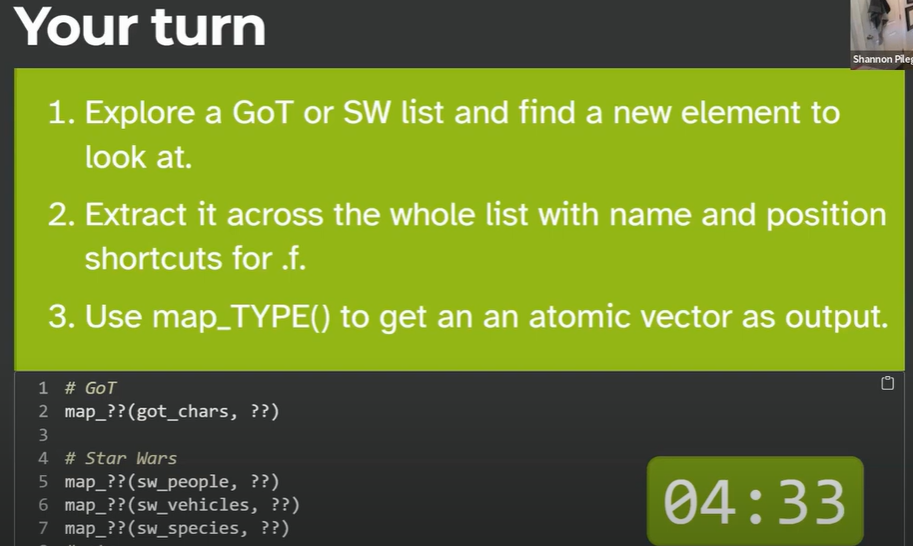 Your turn
Shannon Pileg
1. Explore a GoT or SW list and find a new element to
look at.
2. Extract it across the whole list with name and position
shortcuts for .f.
3. Use map_TYPE() to get an an atomic vector as output.
1 # GoT
2 map_??(got_chars, ??)
3
4 # Star Wars
5 map_??(sw_people, ??)
6 map_??(sw_vehicles, ??)
7 map_??(sw_species, ??)
04:33